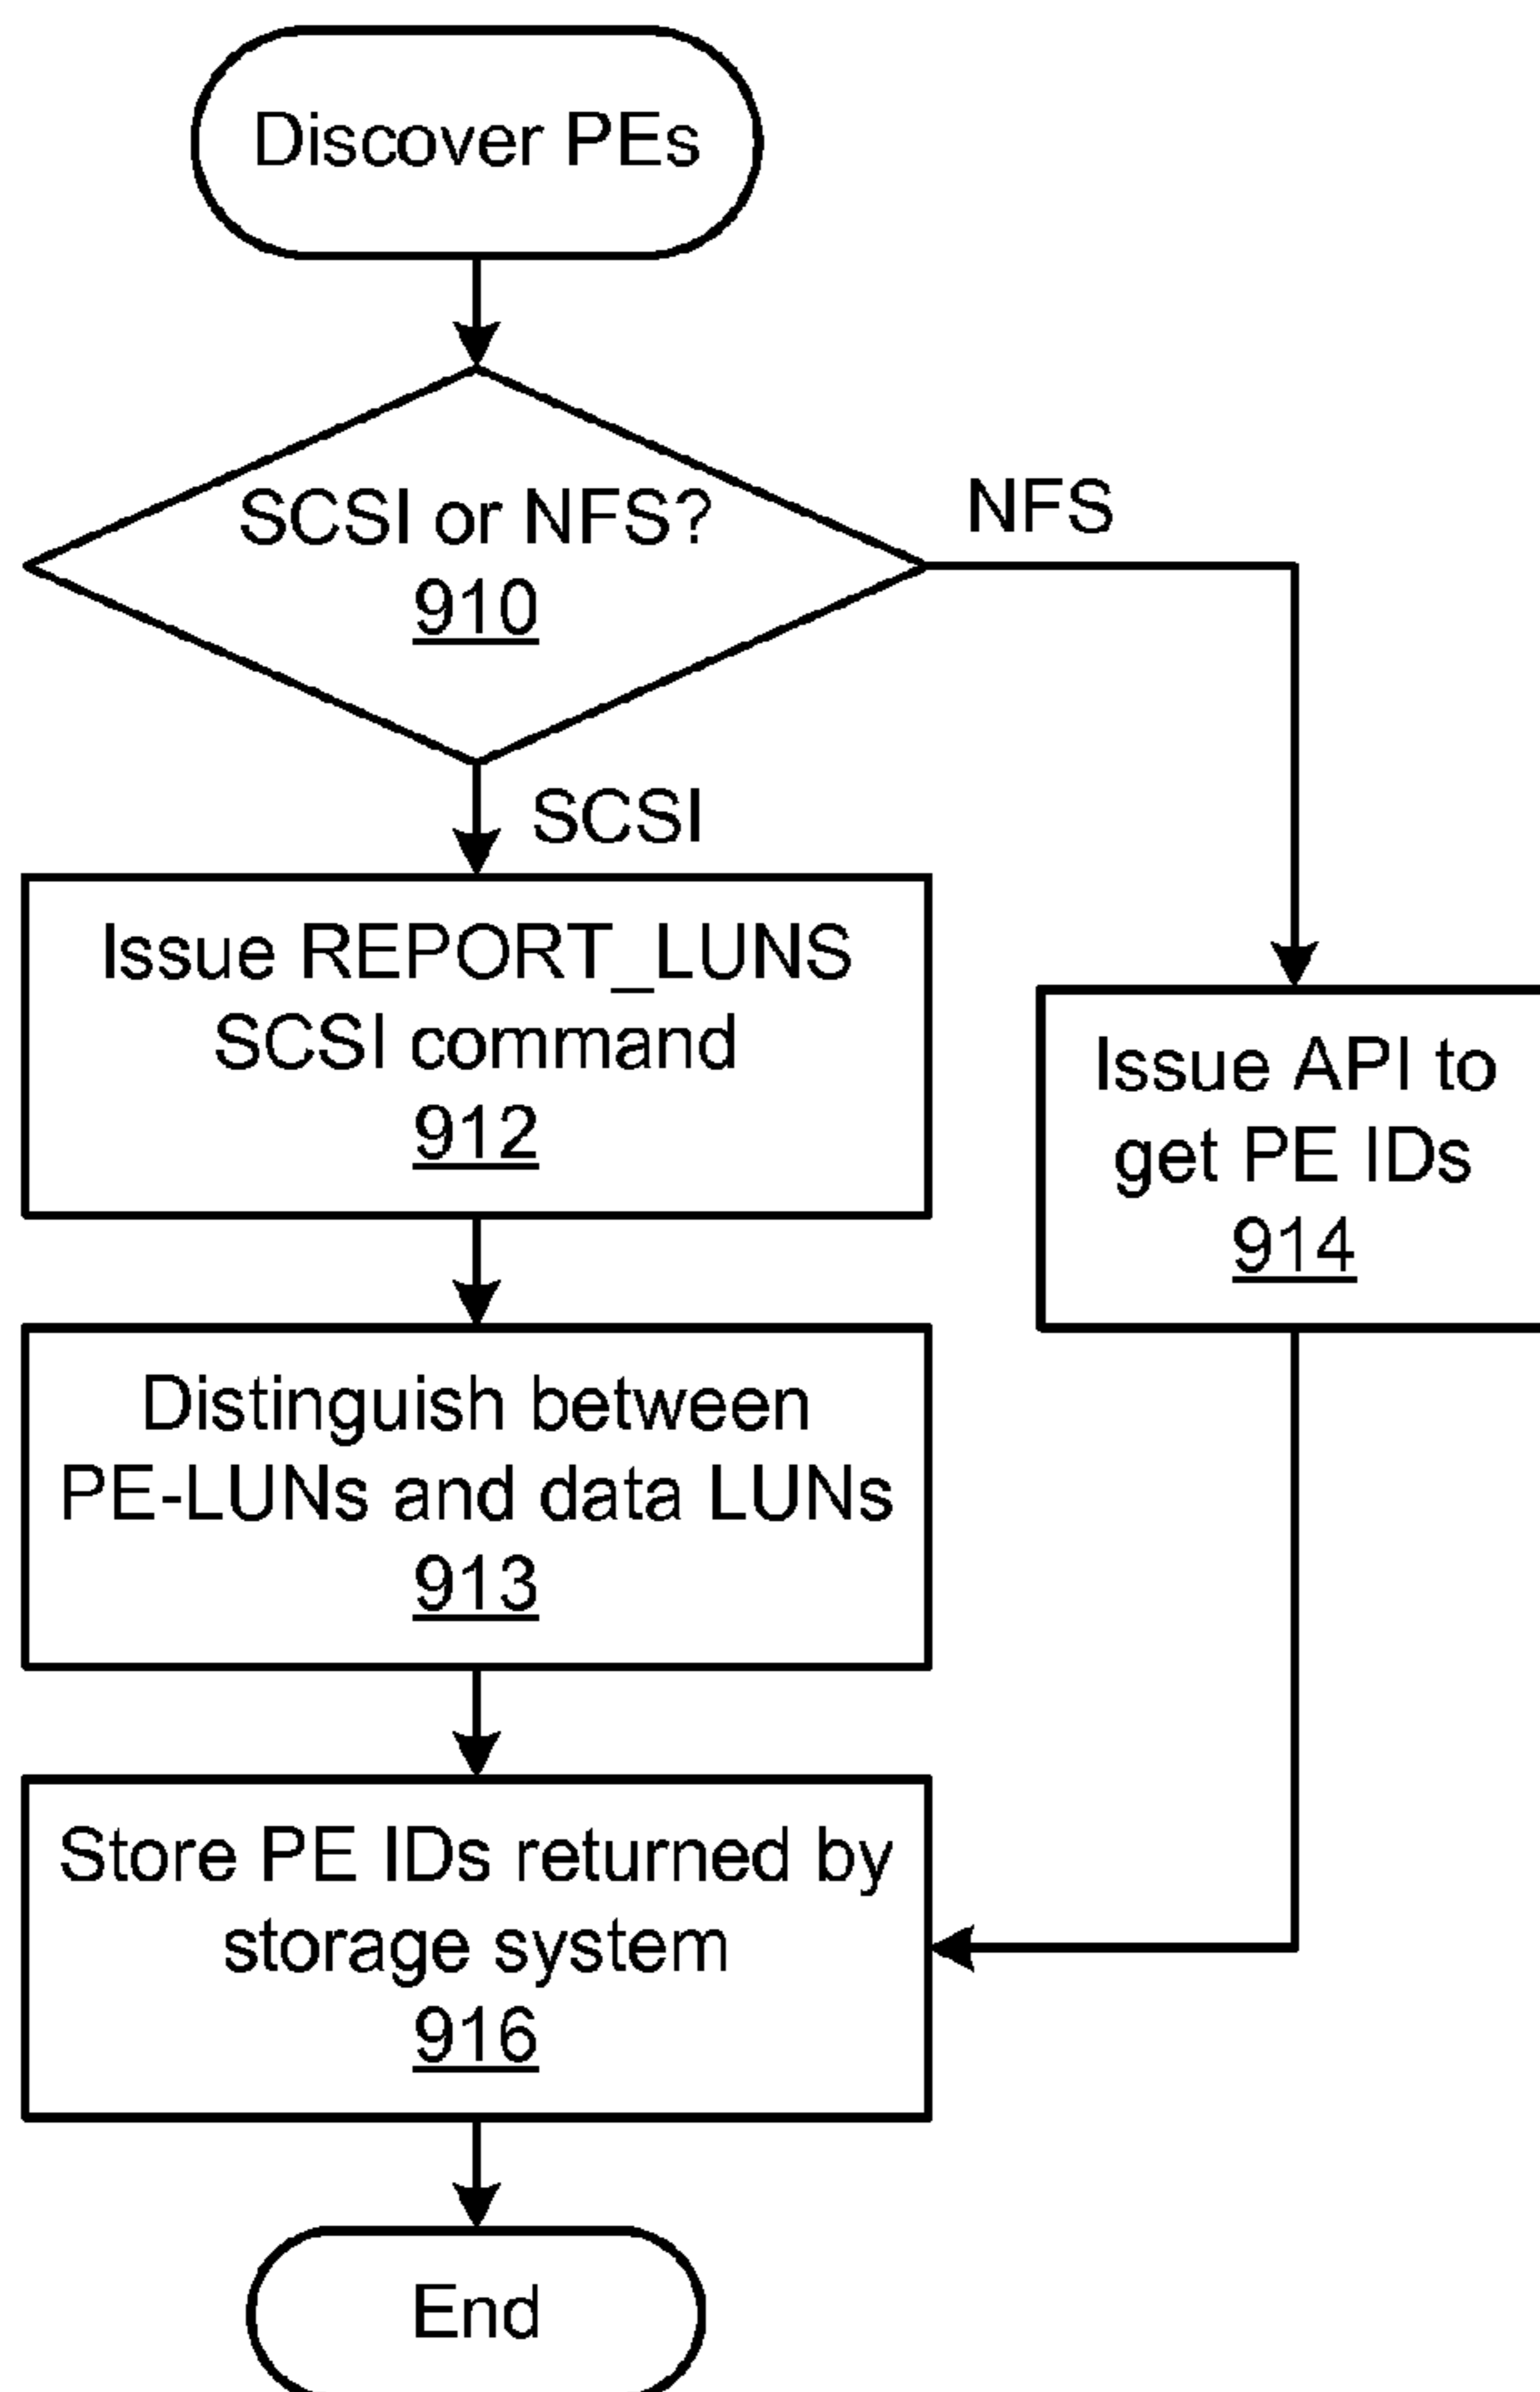 Discover PEs
SCSI or NFS?
910
NFS
SCSI
Issue REPORT_LUNS
SCSI command
912
Issue API to
get PE IDs
914
Distinguish between
PE-LUNs and data LUNs
913
Store PE IDs returned by
storage system
916
End